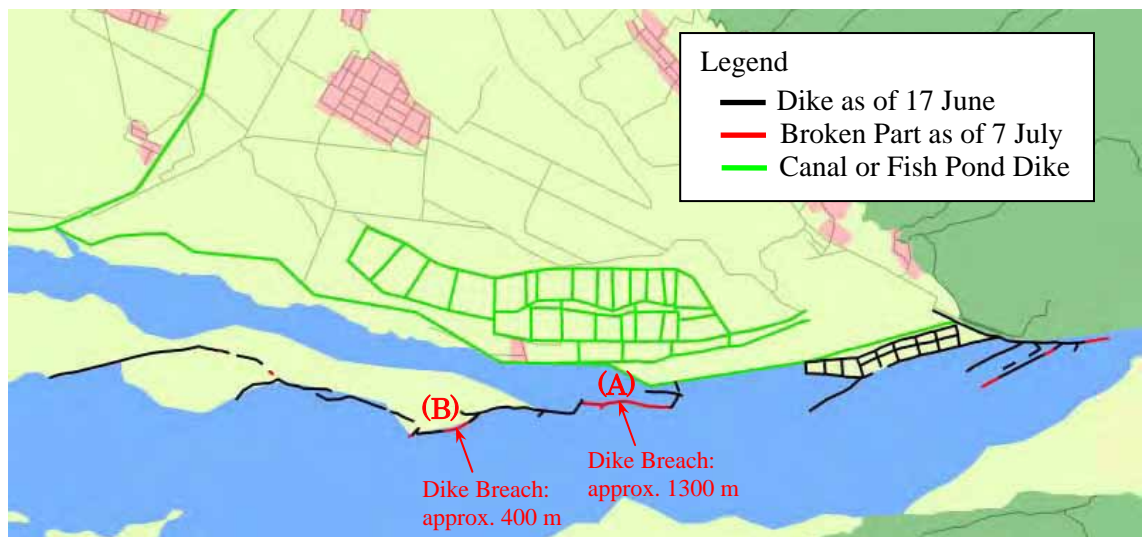 Legend
Dike as of 17 June
Broken Part as of 7 July
Canal or Fish Pond Dike
(A)
(B)
Dike Breach:
approx. 1300 m
Dike Breach:
approx. 400 m